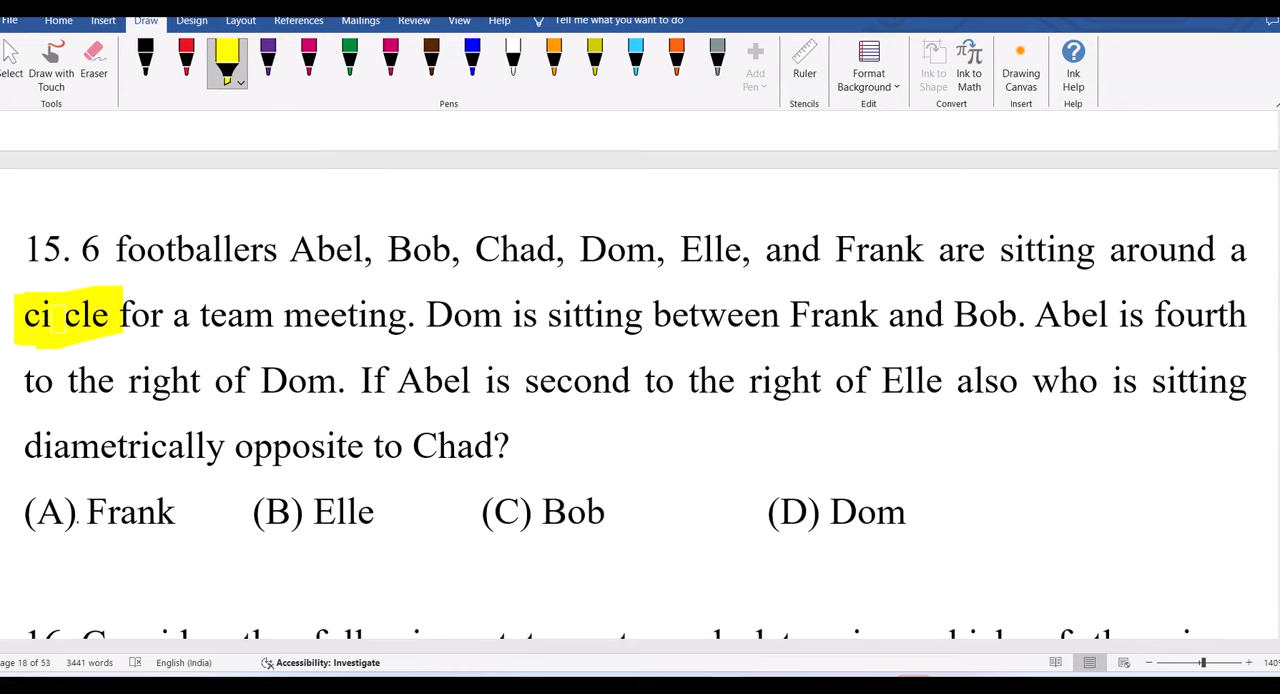 File Home Insert Draw Design Layout References Mailings Review View Help Tell me what you want to do
Select Draw with Touch Eraser Add Pen Ruler Format Background Ink to Shape Ink to Math Drawing Canvas Ink Help
Tools Pens Stencils Edit Convert Insert Help
15. 6 footballers Abel, Bob, Chad, Dom, Elle, and Frank are sitting around a
ci cle for a team meeting. Dom is sitting between Frank and Bob. Abel is fourth
to the right of Dom. If Abel is second to the right of Elle also who is sitting
diametrically opposite to Chad?
(A). Frank (B) Elle (C) Bob (D) Dom
age 18 of 53 3441 words English (India) Accessibility: Investigate 140